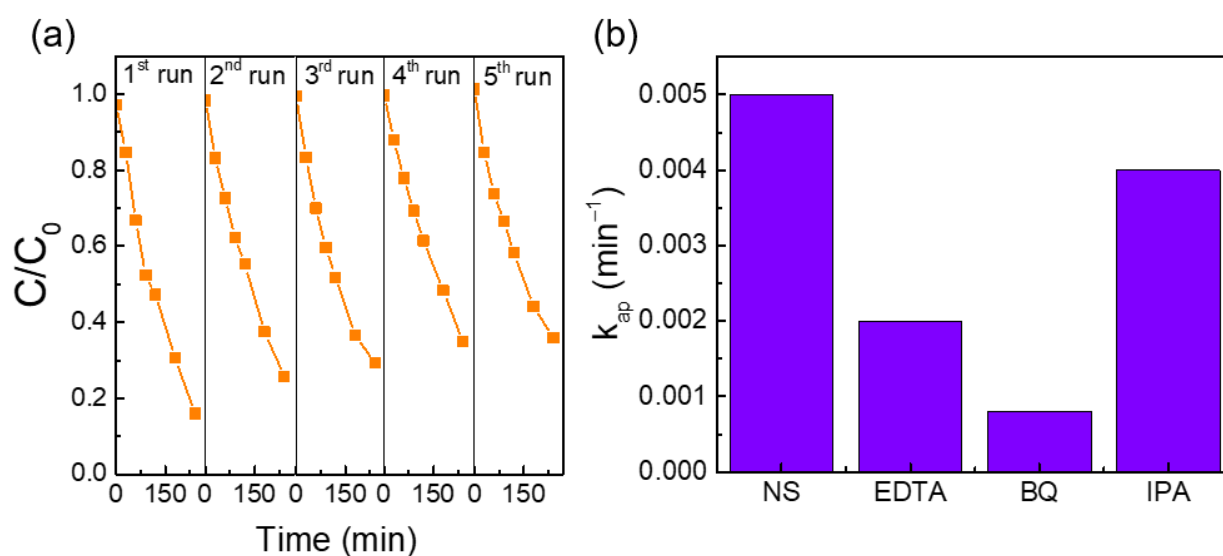 (a)
1st run 2nd run 3rd run 4th run 5th run
1.0
0.8
0.6
0.4
0.2
0.0
C/C0
0 150 0 150 0 150 0 150 0 150
Time (min)
(b)
0.005
0.004
0.003
0.002
0.001
0.000
kap (min−1)
NS EDTA BQ IPA